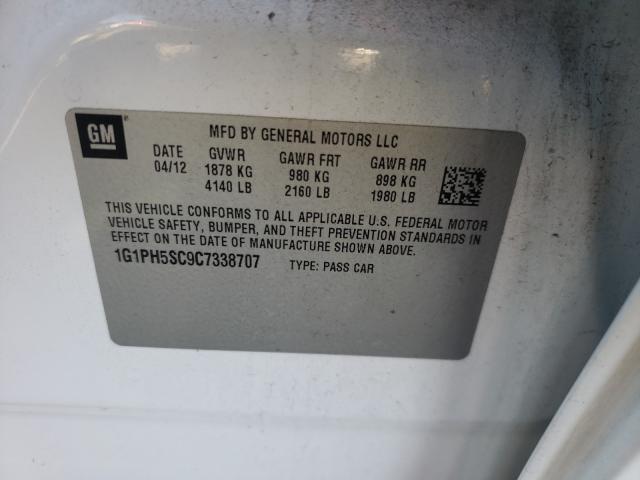 GM
MFD BY GENERAL MOTORS LLC
DATE GVWR GAWR FRT GAWR RR
04/12 1878 KG 980 KG 898 KG
4140 LB 2160 LB 1980 LB
THIS VEHICLE CONFORMS TO ALL APPLICABLE U.S. FEDERAL MOTOR
VEHICLE SAFETY, BUMPER, AND THEFT PREVENTION STANDARDS IN
EFFECT ON THE DATE OF MANUFACTURE SHOWN ABOVE.
1G1PH5SC9C7338707 TYPE: PASS CAR